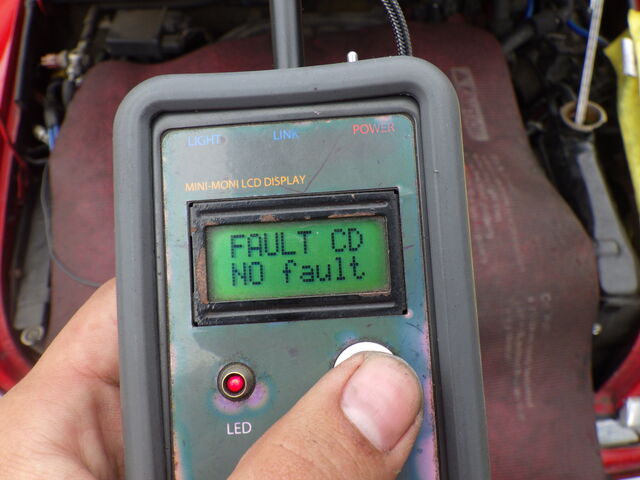 LIGHT LINK POWER
MINI-MONI LCD DISPLAY
FAULT CD
NO fault
LED